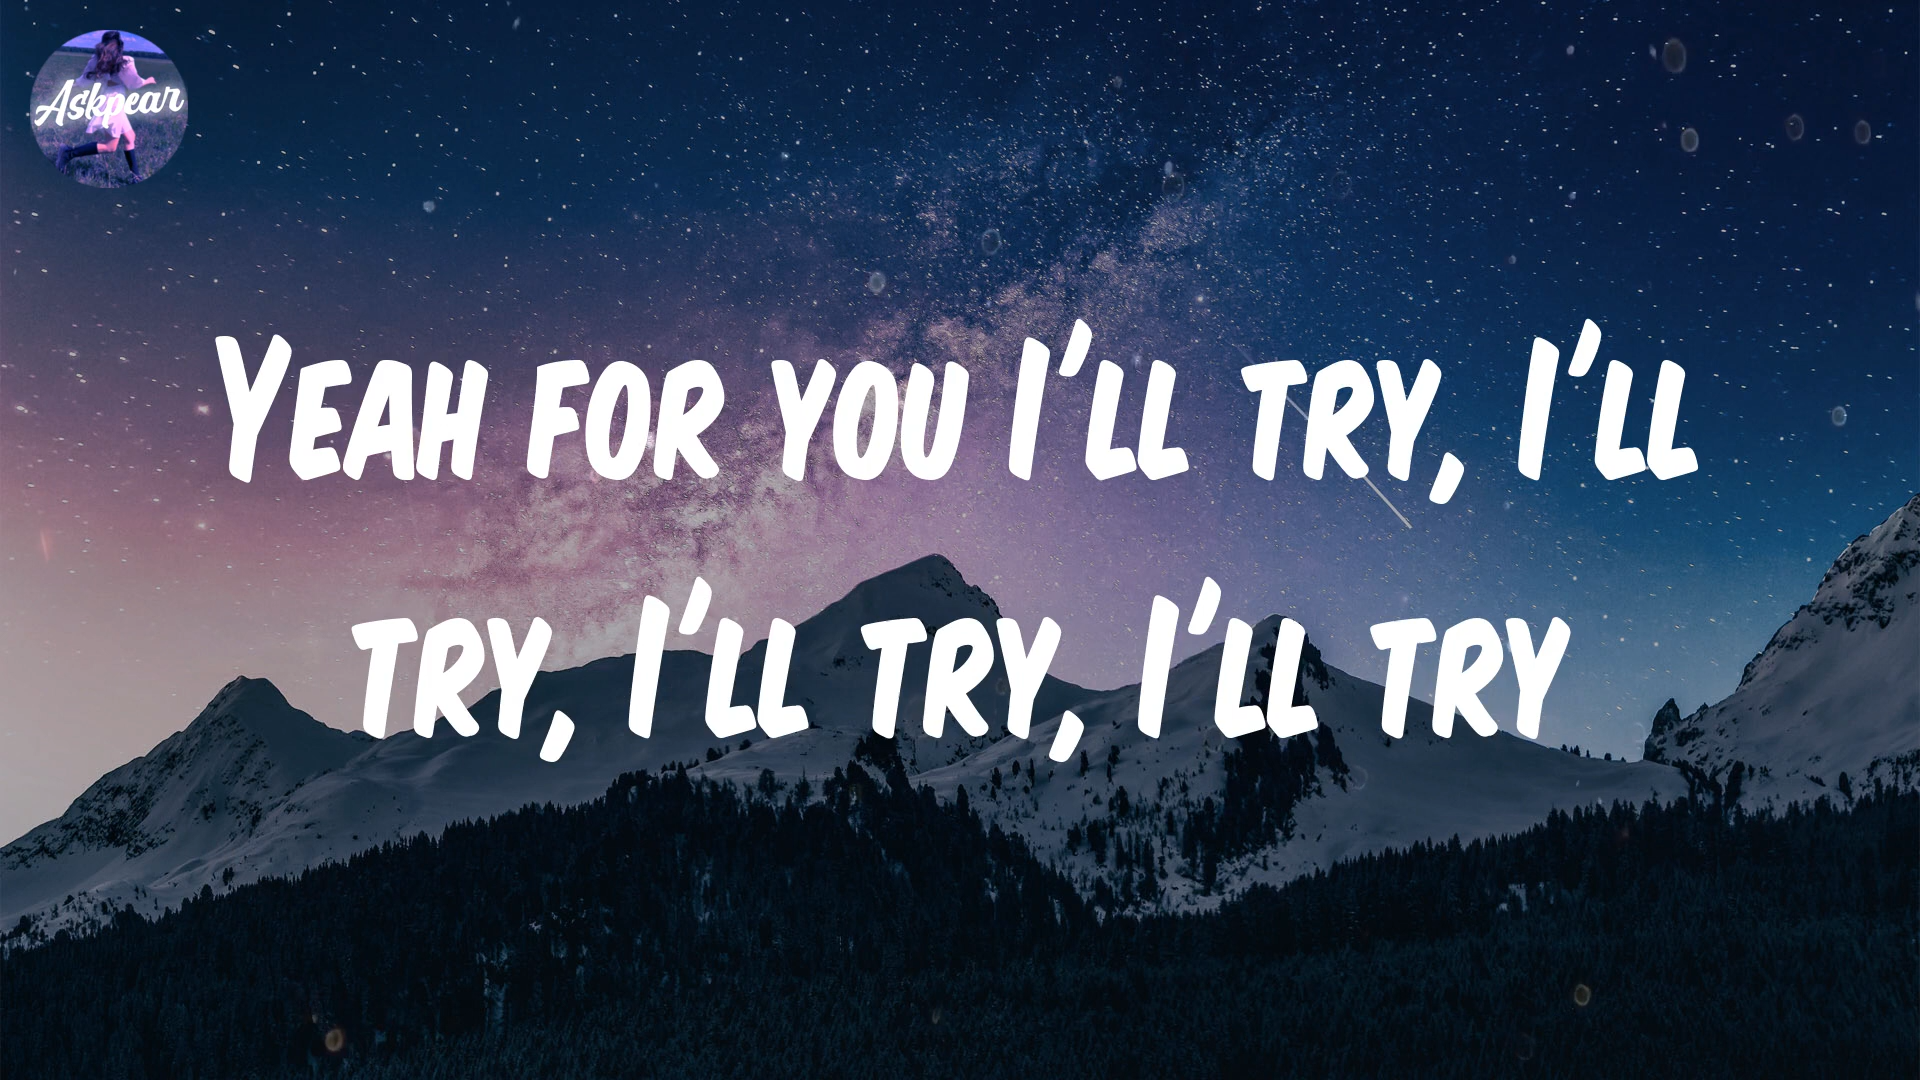 Askpear
YEAH FOR YOU I'LL TRY, I'LL
TRY, I'LL TRY, I'LL TRY